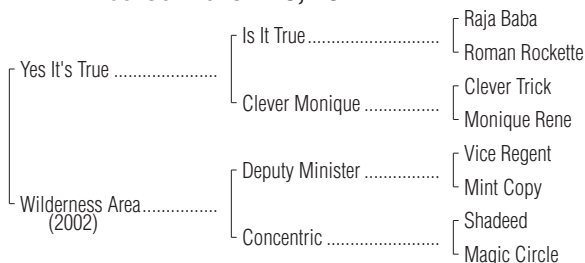 Raja Baba
Is It True
Roman Rockette
Yes It's True
Clever Trick
Clever Monique
Monique Rene
Vice Regent
Deputy Minister
Mint Copy
Wilderness Area
(2002)
Shadeed
Concentric
Magic Circle